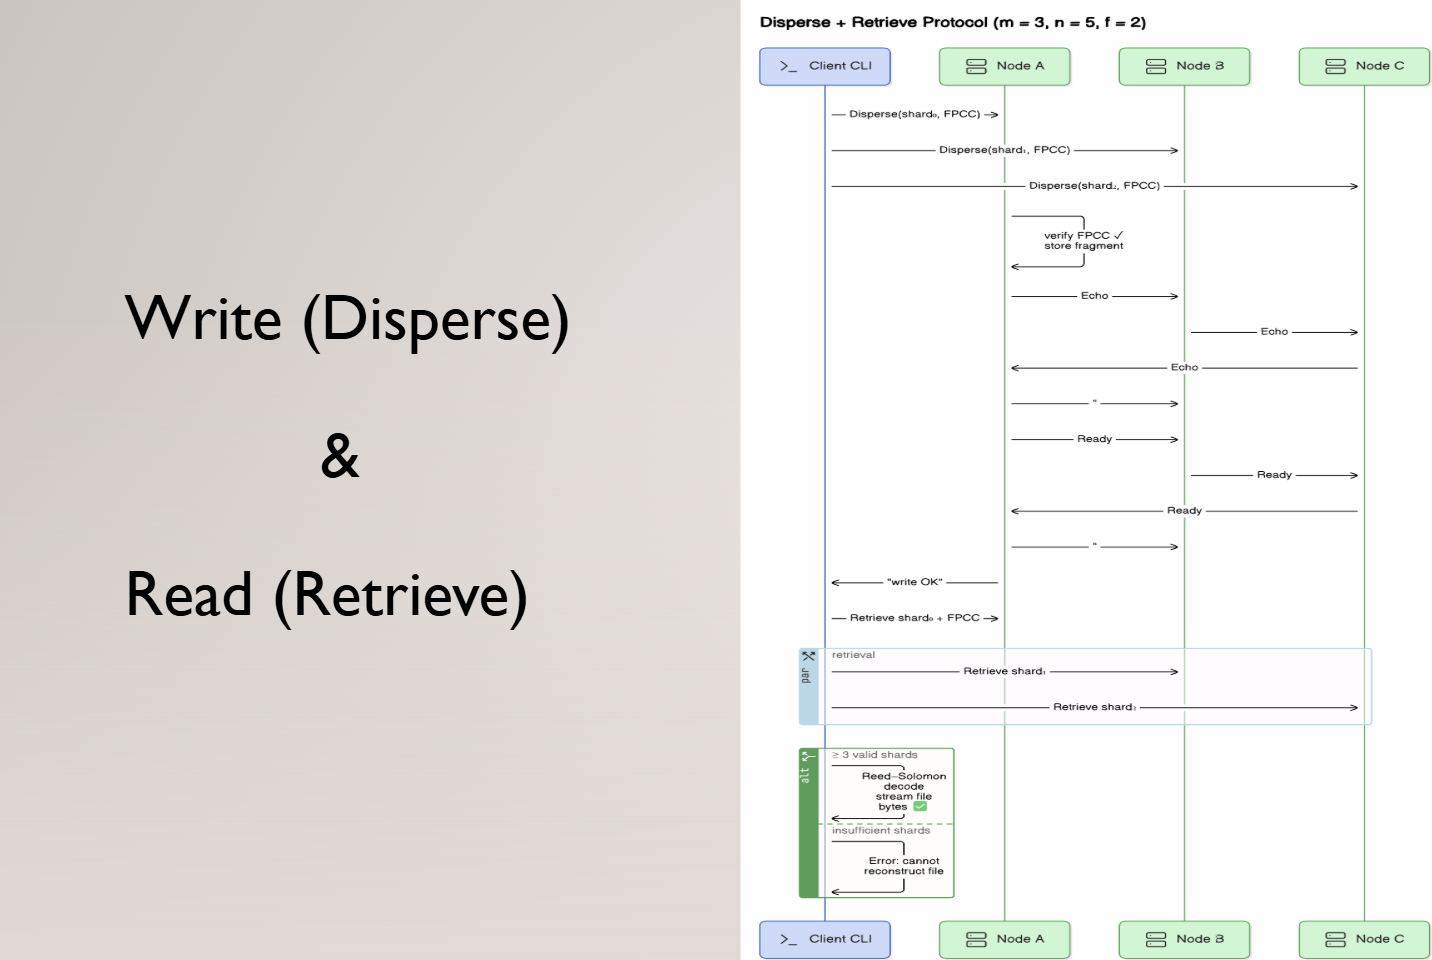 Write (Disperse)
&
Read (Retrieve)
Disperse + Retrieve Protocol (m = 3, n = 5, f = 2)
>_ Client CLI
Node A
Node B
Node C
Disperse(shard₀, FPCC)
Disperse(shard₁, FPCC)
Disperse(shard₂, FPCC)
verify FPCC ✓
store fragment
Echo
Echo
Echo
"
Ready
Ready
Ready
"
"write OK"
Retrieve shard₀ + FPCC
par
retrieval
Retrieve shard₁
Retrieve shard₂
alt
≥ 3 valid shards
Reed–Solomon
decode
stream file
bytes ✅
insufficient shards
Error: cannot
reconstruct file
>_ Client CLI
Node A
Node B
Node C